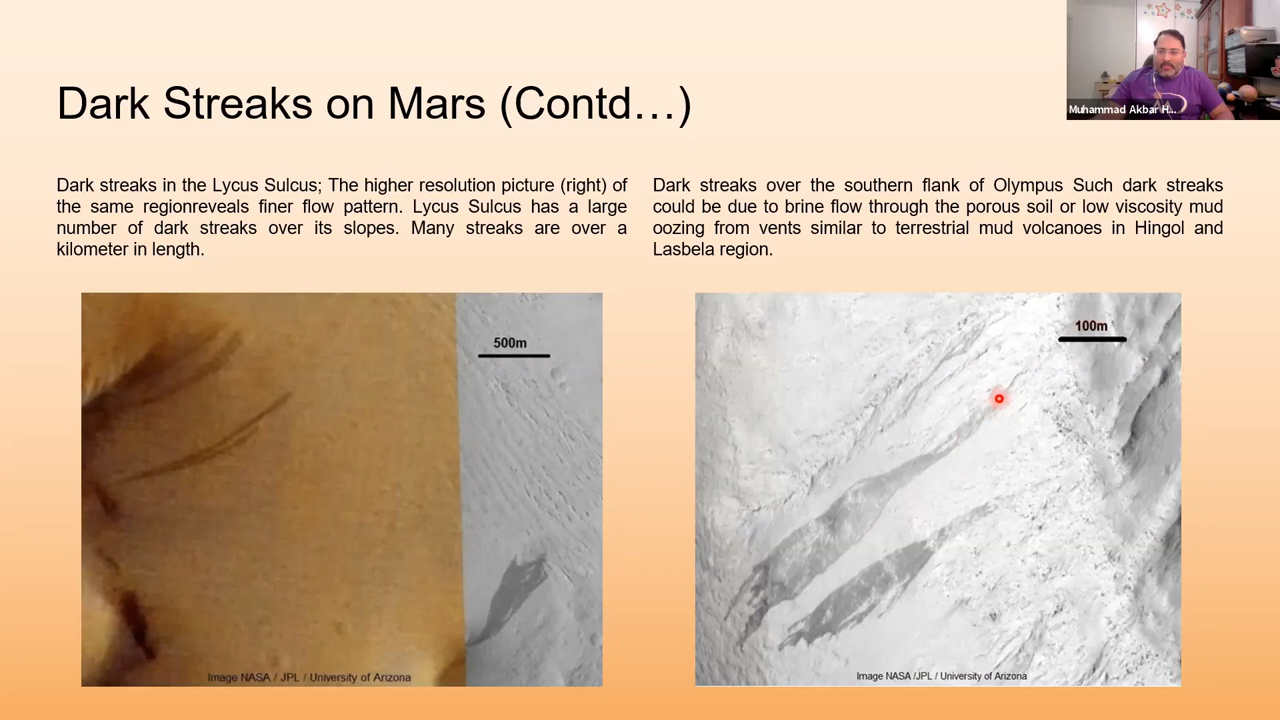 Muhammad Akbar H...
Dark Streaks on Mars (Contd…)
Dark streaks in the Lycus Sulcus; The higher resolution picture (right) of
the same regionreveals finer flow pattern. Lycus Sulcus has a large
number of dark streaks over its slopes. Many streaks are over a
kilometer in length.
Dark streaks over the southern flank of Olympus Such dark streaks
could be due to brine flow through the porous soil or low viscosity mud
oozing from vents similar to terrestrial mud volcanoes in Hingol and
Lasbela region.
500m
Image NASA / JPL / University of Arizona
100m
Image NASA /JPL / University of Arizona